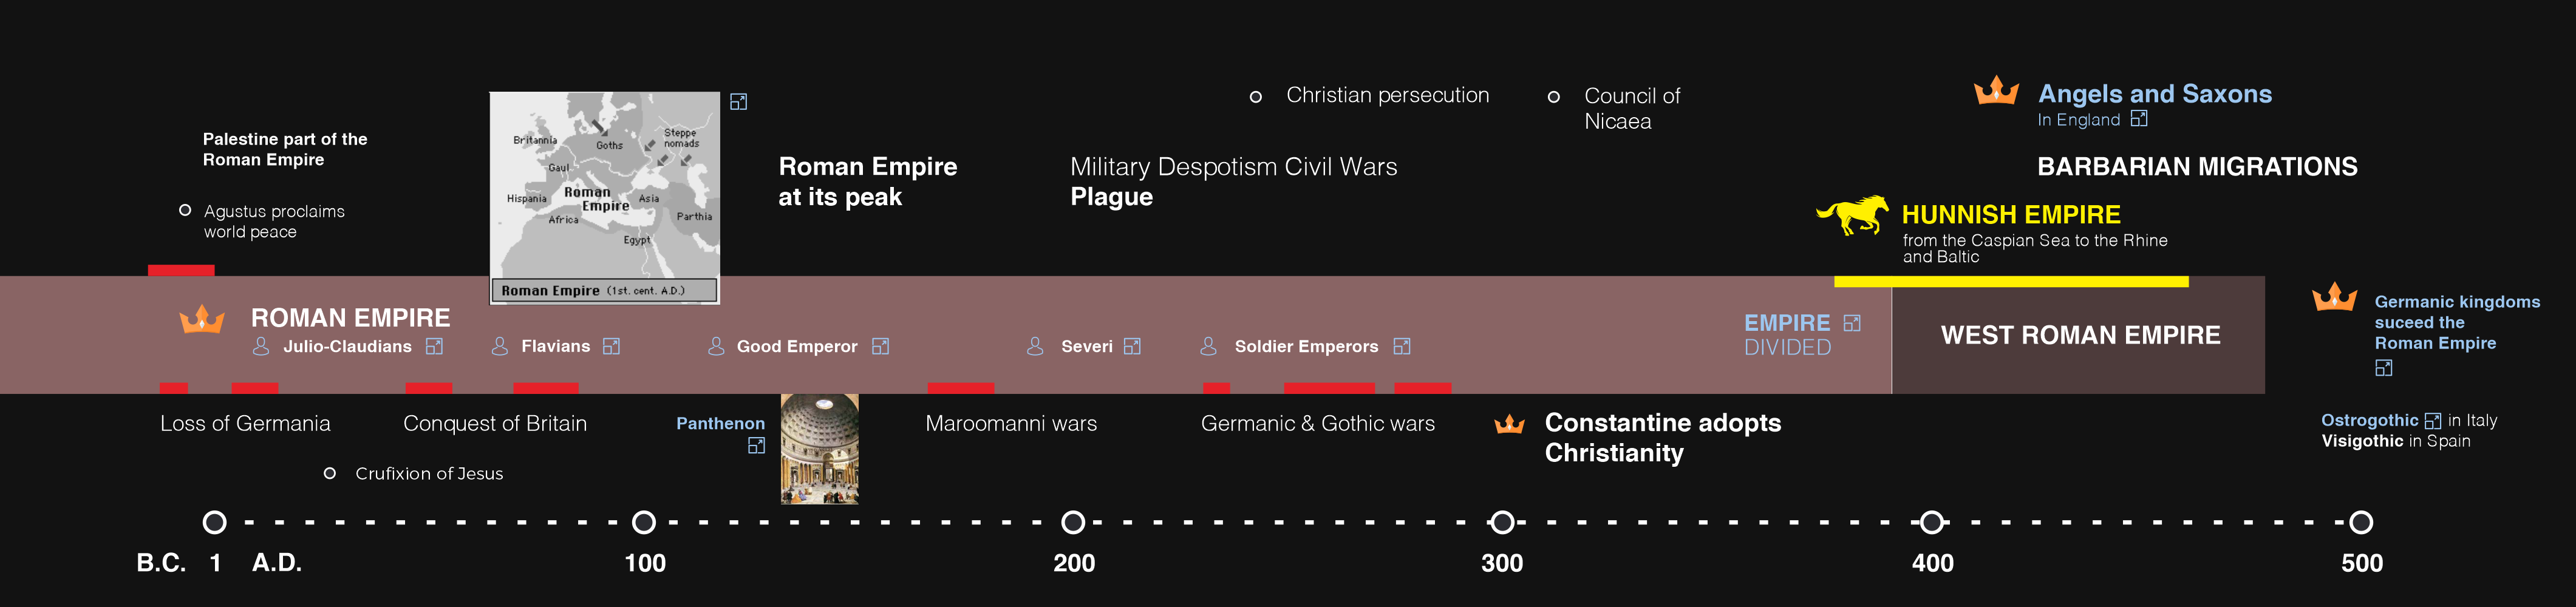 Palestine part of the
Roman Empire
Agustus proclaims
world peace
Britannia
Goths
Steppe
nomads
Gaul
Roman
Empire
Hispania
Asia
Africa
Parthia
Egypt
Roman Empire (1st. cent. A.D.)
Roman Empire
at its peak
Christian persecution
Council of
Nicaea
Military Despotism Civil Wars
Plague
Angels and Saxons
In England
BARBARIAN MIGRATIONS
HUNNISH EMPIRE
from the Caspian Sea to the Rhine
and Baltic
ROMAN EMPIRE
Julio-Claudians
Flavians
Good Emperor
Severi
Soldier Emperors
EMPIRE
DIVIDED
WEST ROMAN EMPIRE
Germanic kingdoms
suceed the
Roman Empire
Loss of Germania
Conquest of Britain
Panthenon
Maroomanni wars
Germanic & Gothic wars
Constantine adopts
Christianity
Ostrogothic in Italy
Visigothic in Spain
Crufixion of Jesus
B.C. 1 A.D. 100 200 300 400 500